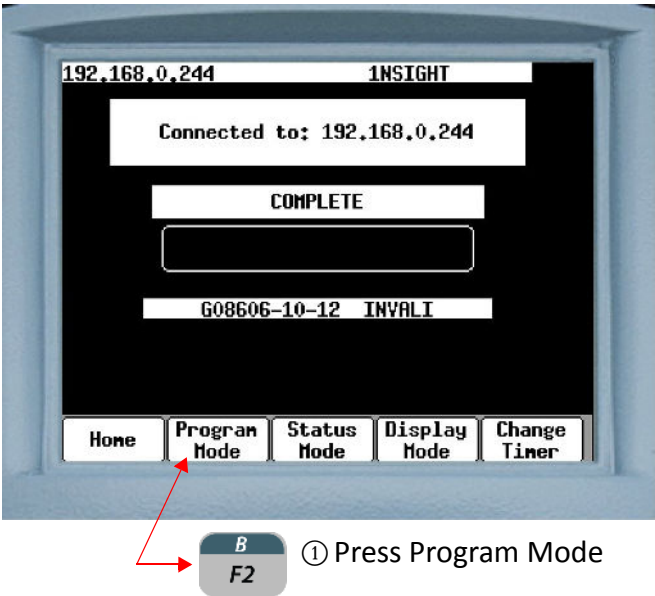 192.168.0.244 1NSIGHT
Connected to: 192.168.0.244
COMPLETE
G08606-10-12 INVALI
Home Program Mode Status Mode Display Mode Change Timer
B
F2
① Press Program Mode